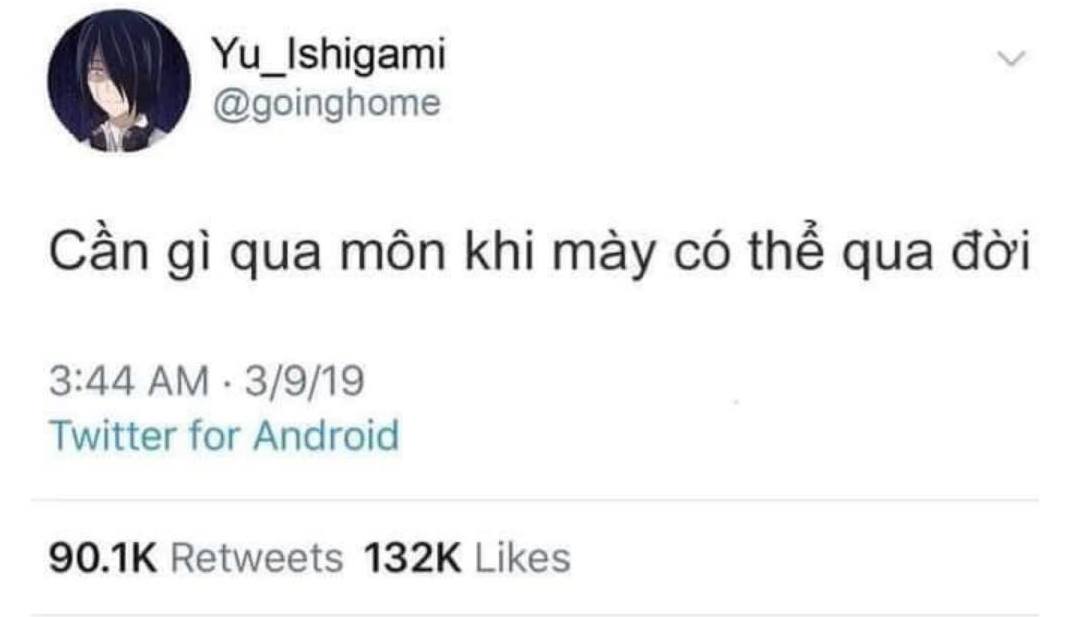 Yu_Ishigami
@goinghome
Cần gì qua môn khi mày có thể qua đời
3:44 AM · 3/9/19
Twitter for Android
90.1K Retweets 132K Likes